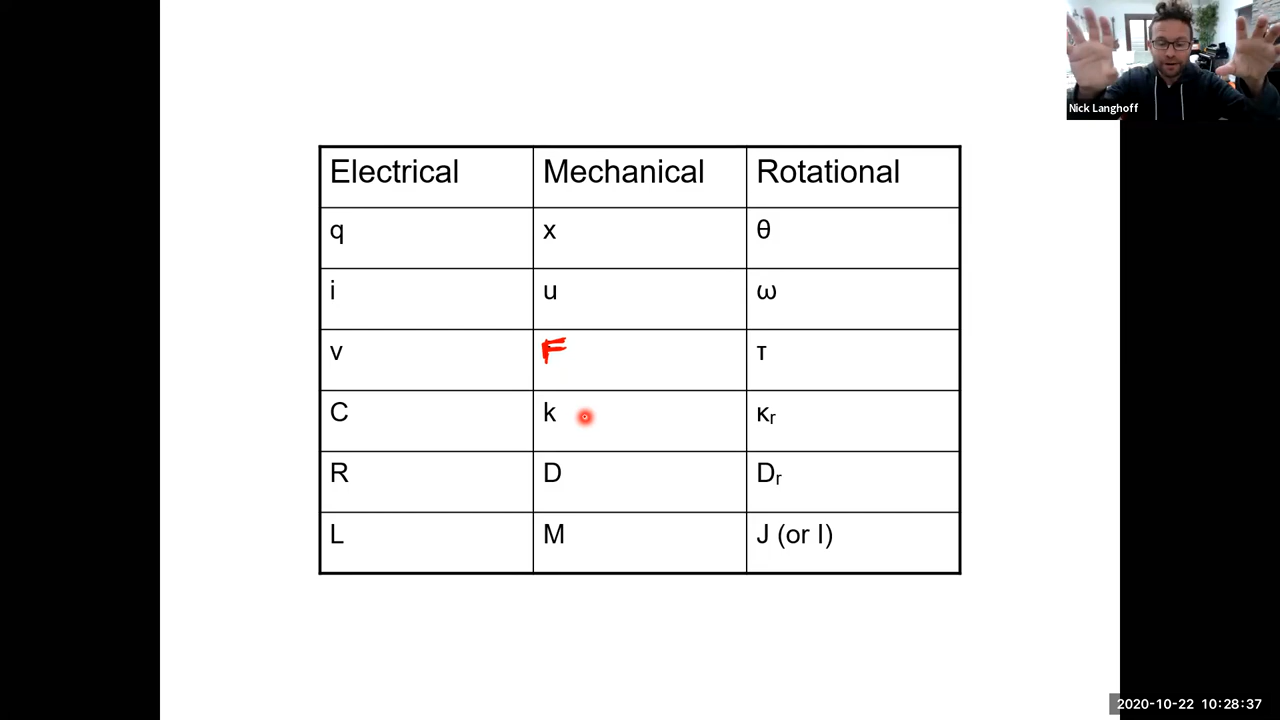 Nick Langhoff
Electrical Mechanical Rotational
q x θ
i u ω
v F τ
C k κr
R D Dr
L M J (or I)
2020-10-22 10:28:37